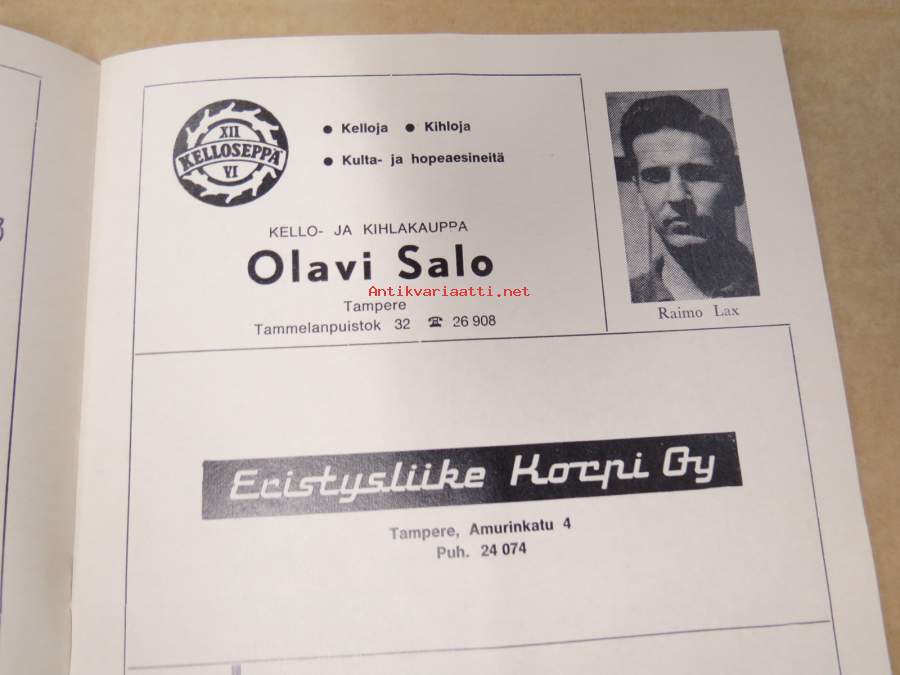 XII
KELLOSEPPÄ
VI
● Kelloja ● Kihloja
● Kulta- ja hopeaesineitä
KELLO- JA KIHLAKAUPPA
Olavi Salo
Antikvariaatti.net
Tampere
Tammelanpuistok 32 ☎ 26 908
Raimo Lax
Eristysliike Korpi Oy
Tampere, Amurinkatu 4
Puh. 24 074